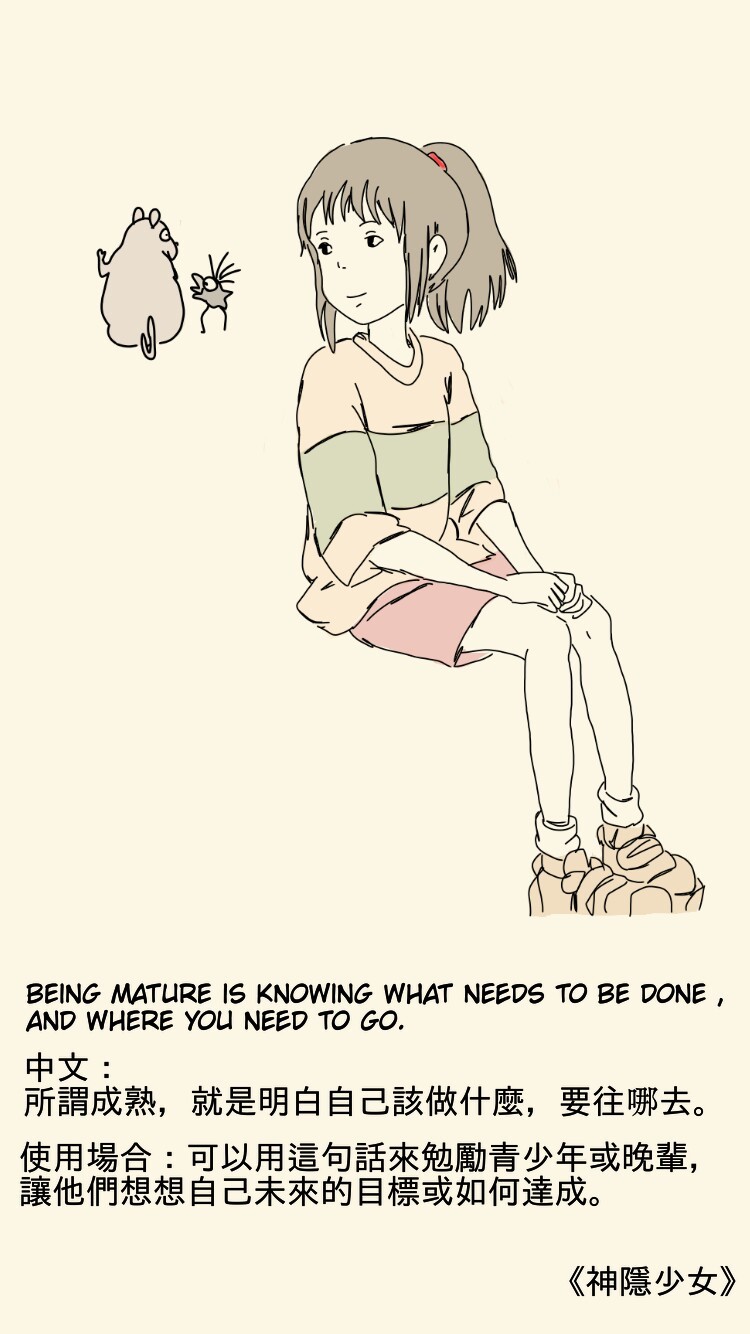 BEING MATURE IS KNOWING WHAT NEEDS TO BE DONE ,
AND WHERE YOU NEED TO GO.
中文：
所謂成熟，就是明白自己該做什麼，要往哪去。
使用場合：可以用這句話來勉勵青少年或晚輩，
讓他們想想自己未來的目標或如何達成。
《神隱少女》